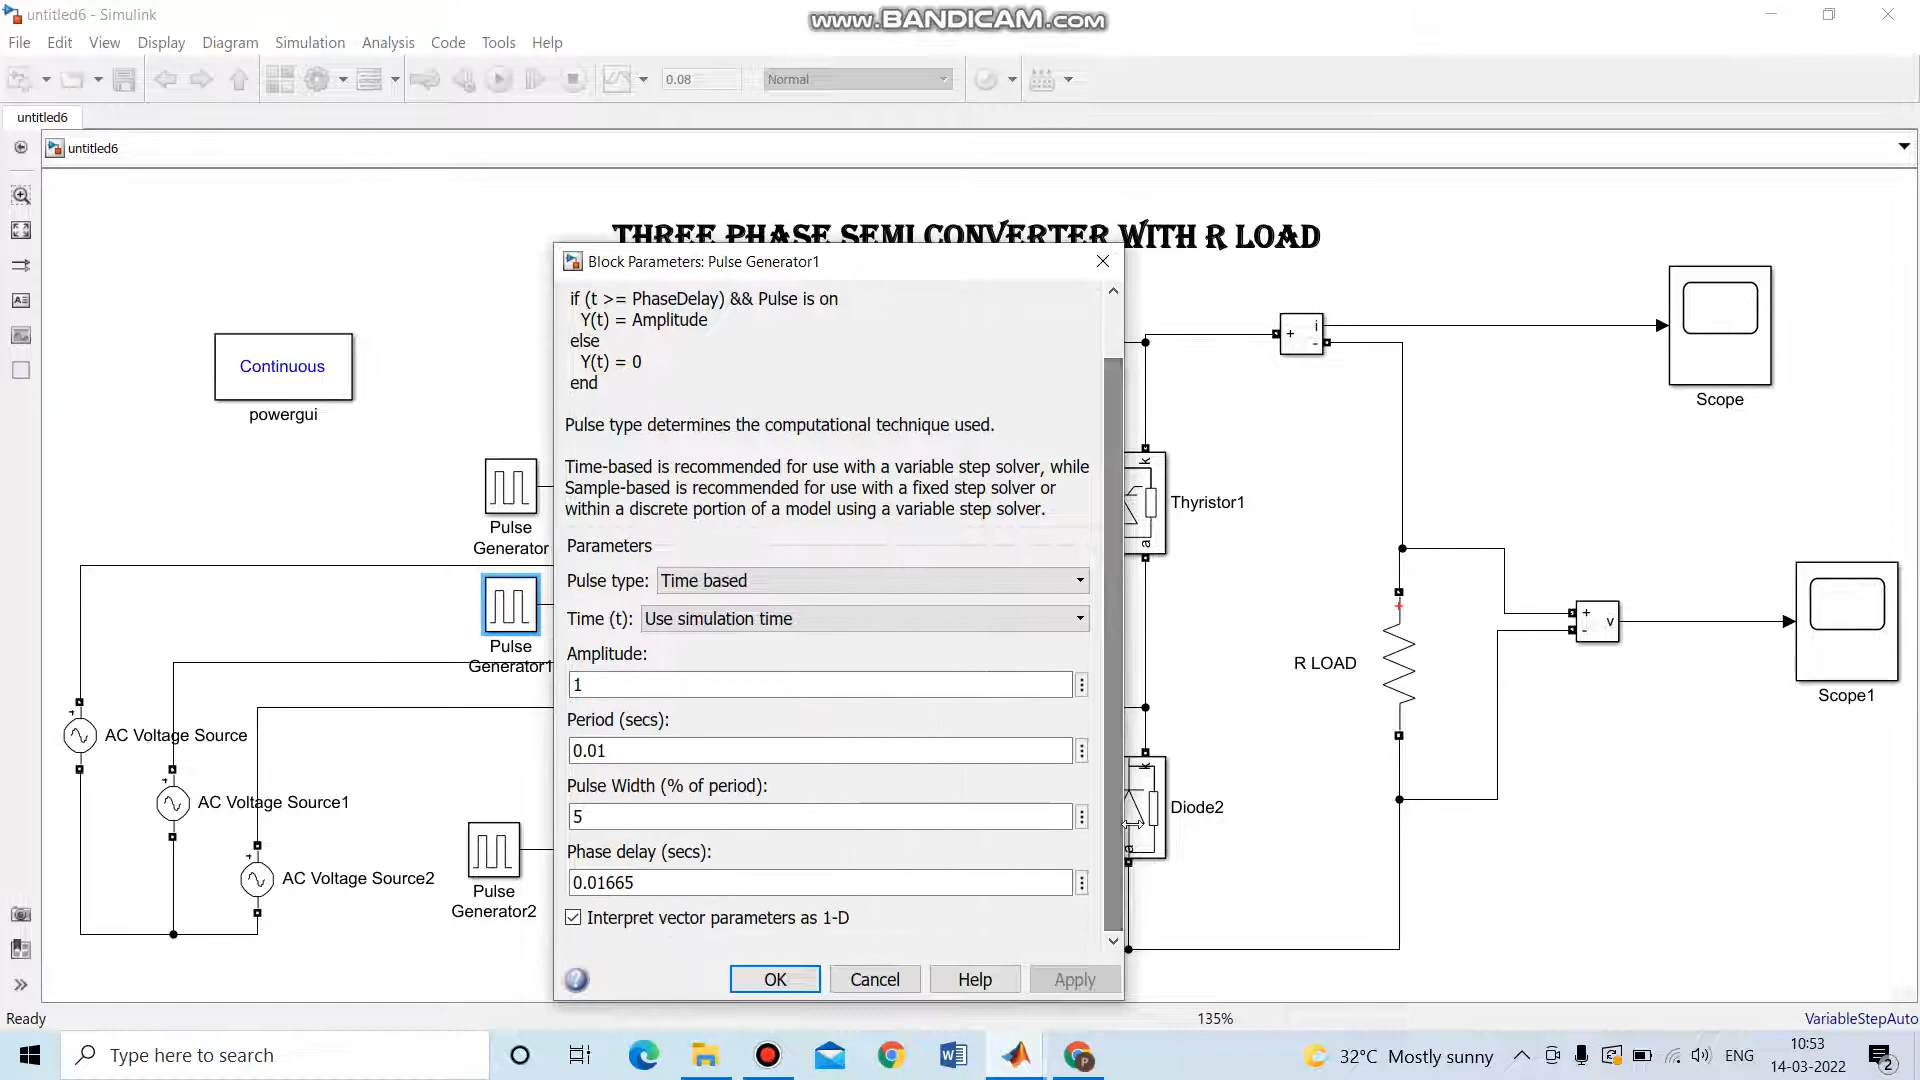 untitled6 - Simulink
www.BANDICAM.com
File Edit View Display Diagram Simulation Analysis Code Tools Help
0.08
Normal
untitled6
untitled6
THREE PHASE SEMI CONVERTER WITH R LOAD
Continuous
powergui
Pulse
Generator
Pulse
Generator1
AC Voltage Source
AC Voltage Source1
AC Voltage Source2
Pulse
Generator2
Block Parameters: Pulse Generator1
if (t >= PhaseDelay) && Pulse is on
Y(t) = Amplitude
else
Y(t) = 0
end
Pulse type determines the computational technique used.
Time-based is recommended for use with a variable step solver, while
Sample-based is recommended for use with a fixed step solver or
within a discrete portion of a model using a variable step solver.
Parameters
Pulse type: Time based
Time (t): Use simulation time
Amplitude:
1
Period (secs):
0.01
Pulse Width (% of period):
5
Phase delay (secs):
0.01665
Interpret vector parameters as 1-D
OK Cancel Help Apply
k
a
Thyristor1
k
a
Diode2
+ i
-
Scope
+
R LOAD
+ v
-
Scope1
Ready
135%
VariableStepAuto
Type here to search
32°C Mostly sunny
ENG
10:53
14-03-2022
2